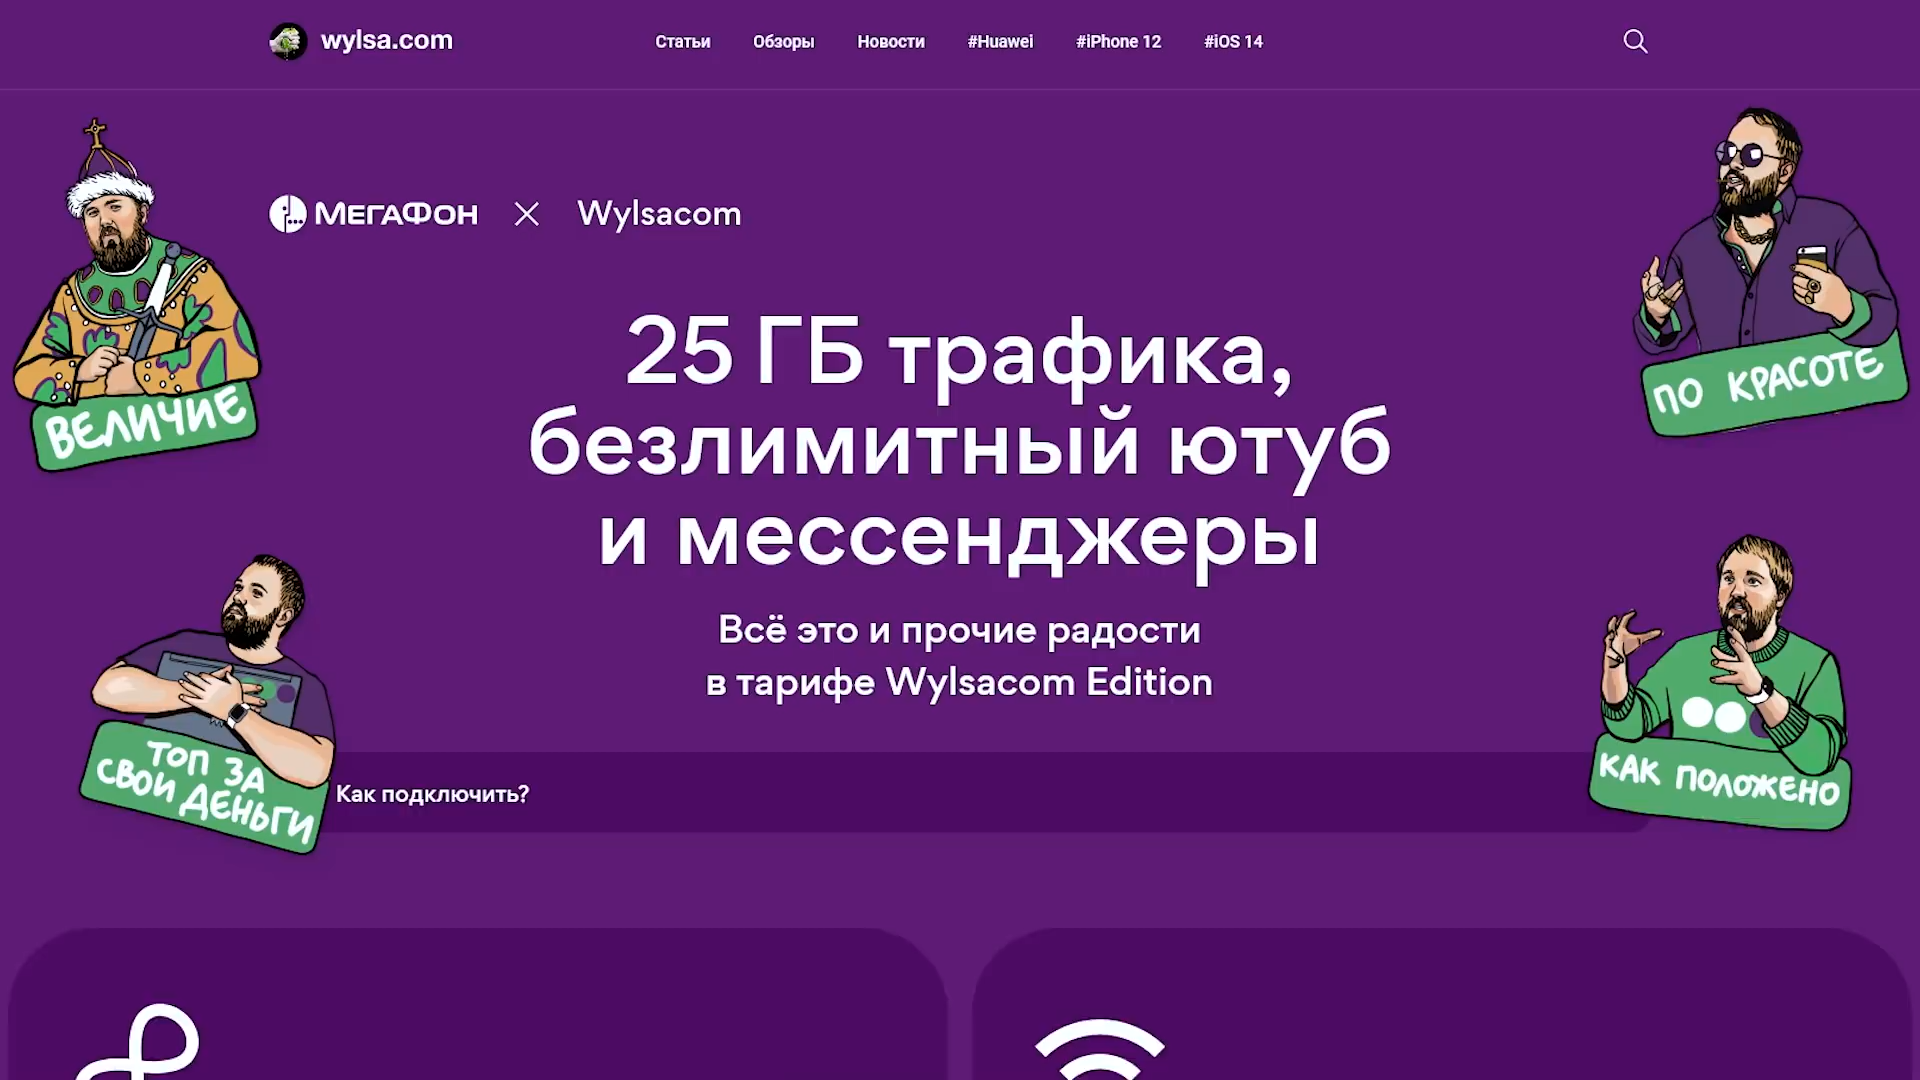 wylsa.com
Статьи
Обзоры
Новости
#Huawei
#iPhone 12
#iOS 14
МЕГАФОН
Wylsacom
25 ГБ трафика,
безлимитный ютуб
и мессенджеры
Всё это и прочие радости
в тарифе Wylsacom Edition
Как подключить?
ВЕЛИЧИЕ
ПО КРАСОТЕ
ТОП ЗА
СВОИ ДЕНЬГИ
КАК ПОЛОЖЕНО